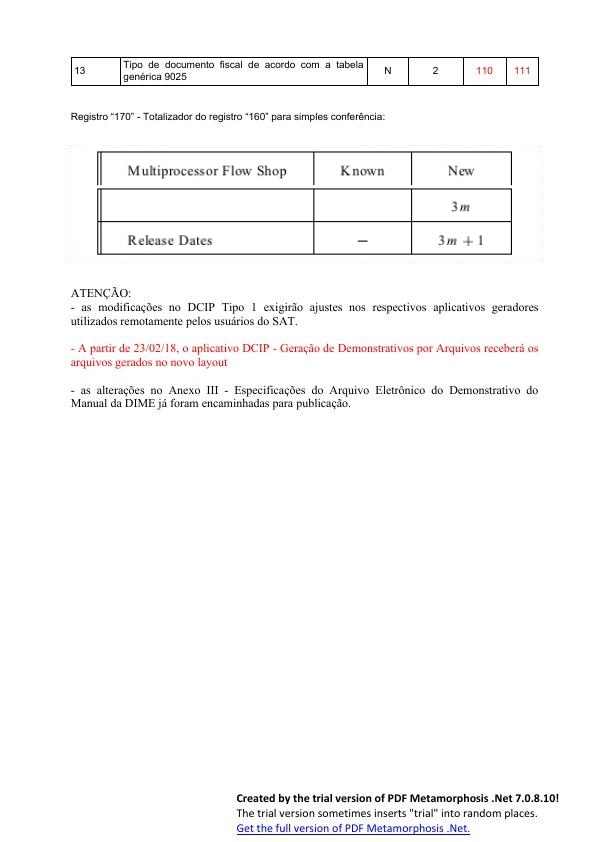 13 Tipo de documento fiscal de acordo com a tabela N 2 110 111
genérica 9025
Registro “170” - Totalizador do registro “160” para simples conferência:
Multiprocessor Flow Shop Known New
3m
Release Dates — 3m + 1
ATENÇÃO:
- as modificações no DCIP Tipo 1 exigirão ajustes nos respectivos aplicativos geradores
utilizados remotamente pelos usuários do SAT.
- A partir de 23/02/18, o aplicativo DCIP - Geração de Demonstrativos por Arquivos receberá os
arquivos gerados no novo layout
- as alterações no Anexo III - Especificações do Arquivo Eletrônico do Demonstrativo do
Manual da DIME já foram encaminhadas para publicação.
Created by the trial version of PDF Metamorphosis .Net 7.0.8.10!
The trial version sometimes inserts "trial" into random places.
Get the full version of PDF Metamorphosis .Net.